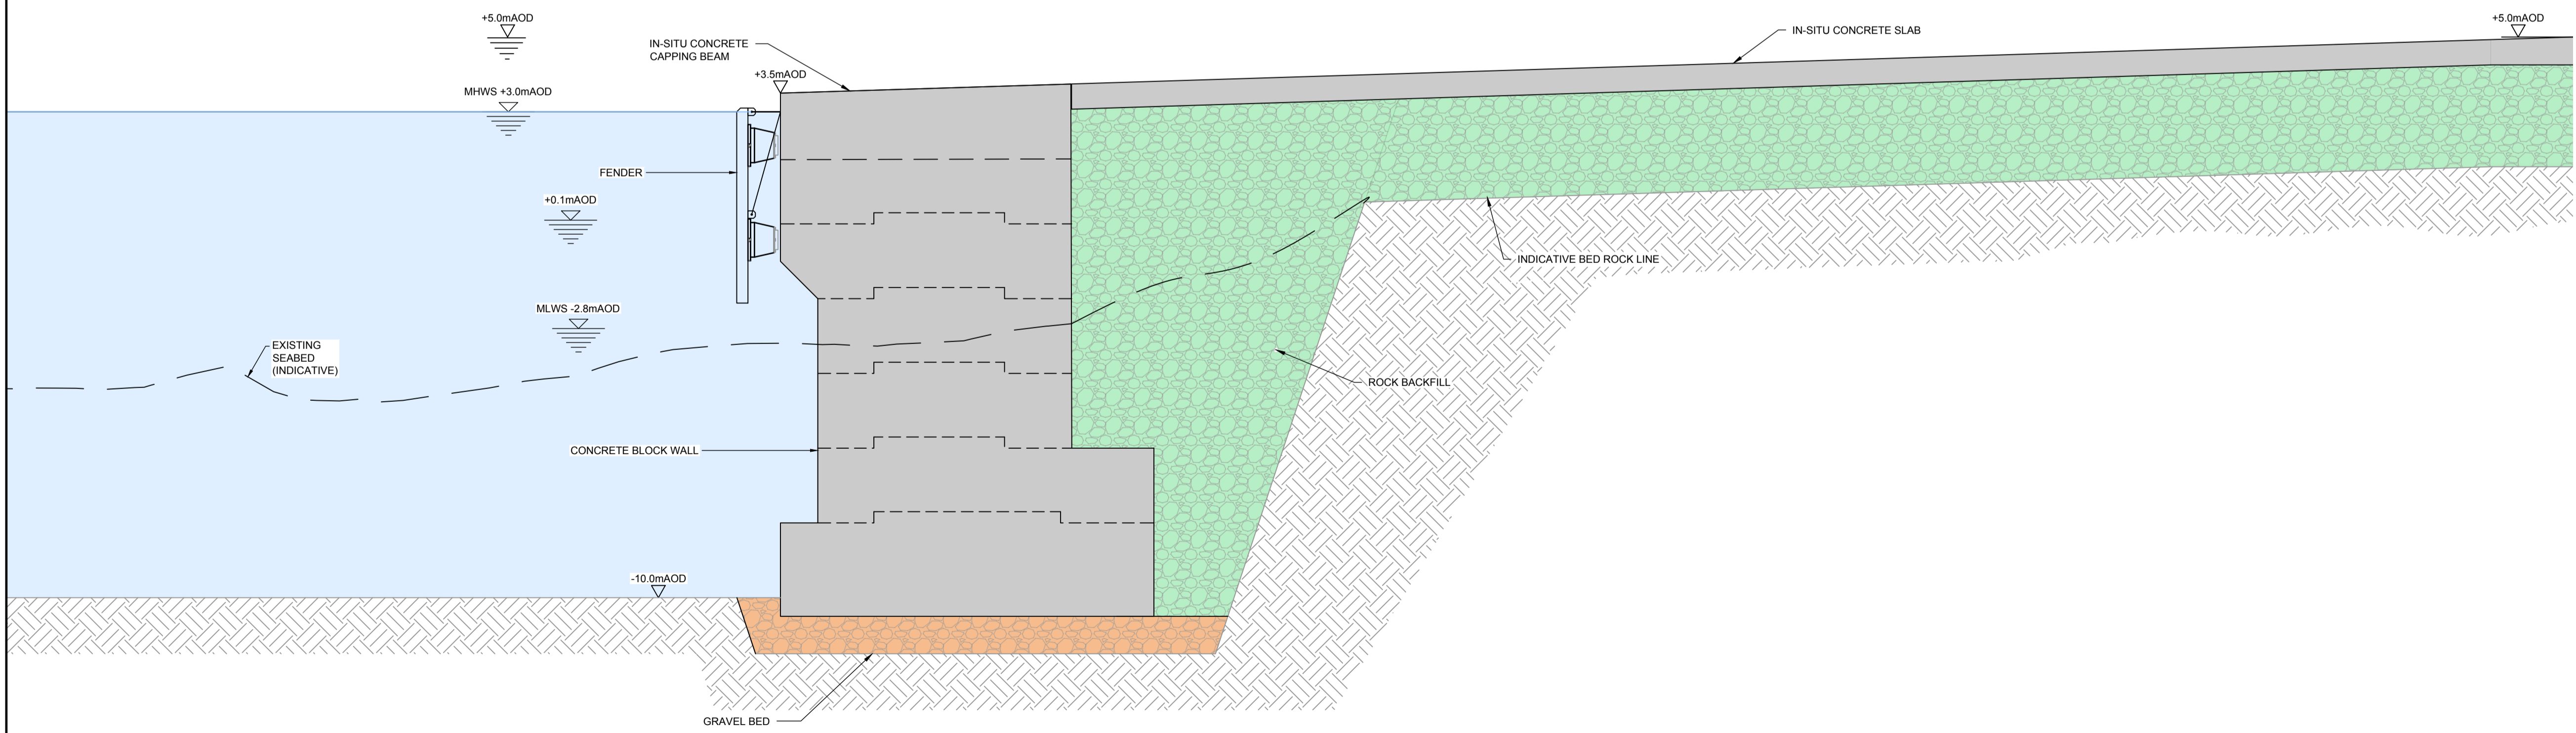 +5.0mAOD
+5.0mAOD
IN-SITU CONCRETE SLAB
IN-SITU CONCRETE
CAPPING BEAM
+3.5mAOD
MHWS +3.0mAOD
FENDER
+0.1mAOD
INDICATIVE BED ROCK LINE
MLWS -2.8mAOD
EXISTING
SEABED
(INDICATIVE)
ROCK BACKFILL
CONCRETE BLOCK WALL
-10.0mAOD
GRAVEL BED